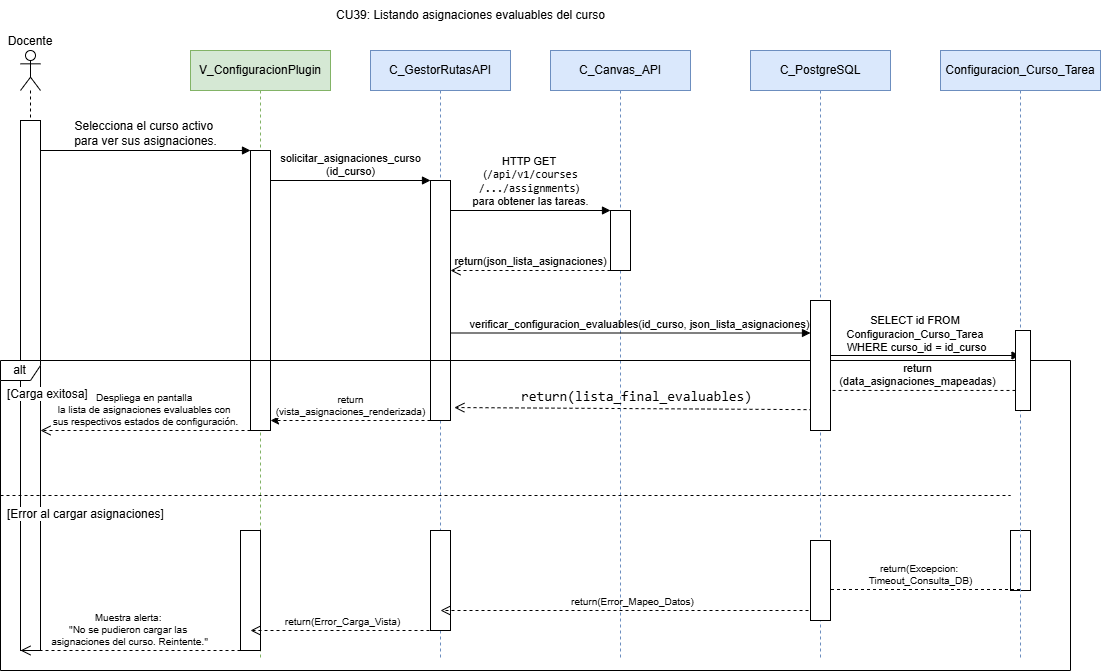 CU39: Listando asignaciones evaluables del curso
Docente
V_ConfiguracionPlugin
C_GestorRutasAPI
C_Canvas_API
C_PostgreSQL
Configuracion_Curso_Tarea
Selecciona el curso activo
para ver sus asignaciones.
solicitar_asignaciones_curso
(id_curso)
HTTP GET
(/api/v1/courses
/.../assignments)
para obtener las tareas.
return(json_lista_asignaciones)
verificar_configuracion_evaluables(id_curso, json_lista_asignaciones)
SELECT id FROM
Configuracion_Curso_Tarea
WHERE curso_id = id_curso
alt
return
(data_asignaciones_mapeadas)
[Carga exitosa]
return(lista_final_evaluables)
return
(vista_asignaciones_renderizada)
Despliega en pantalla
la lista de asignaciones evaluables con
sus respectivos estados de configuración.
[Error al cargar asignaciones]
return(Excepcion:
Timeout_Consulta_DB)
return(Error_Mapeo_Datos)
return(Error_Carga_Vista)
Muestra alerta:
"No se pudieron cargar las
asignaciones del curso. Reintente."